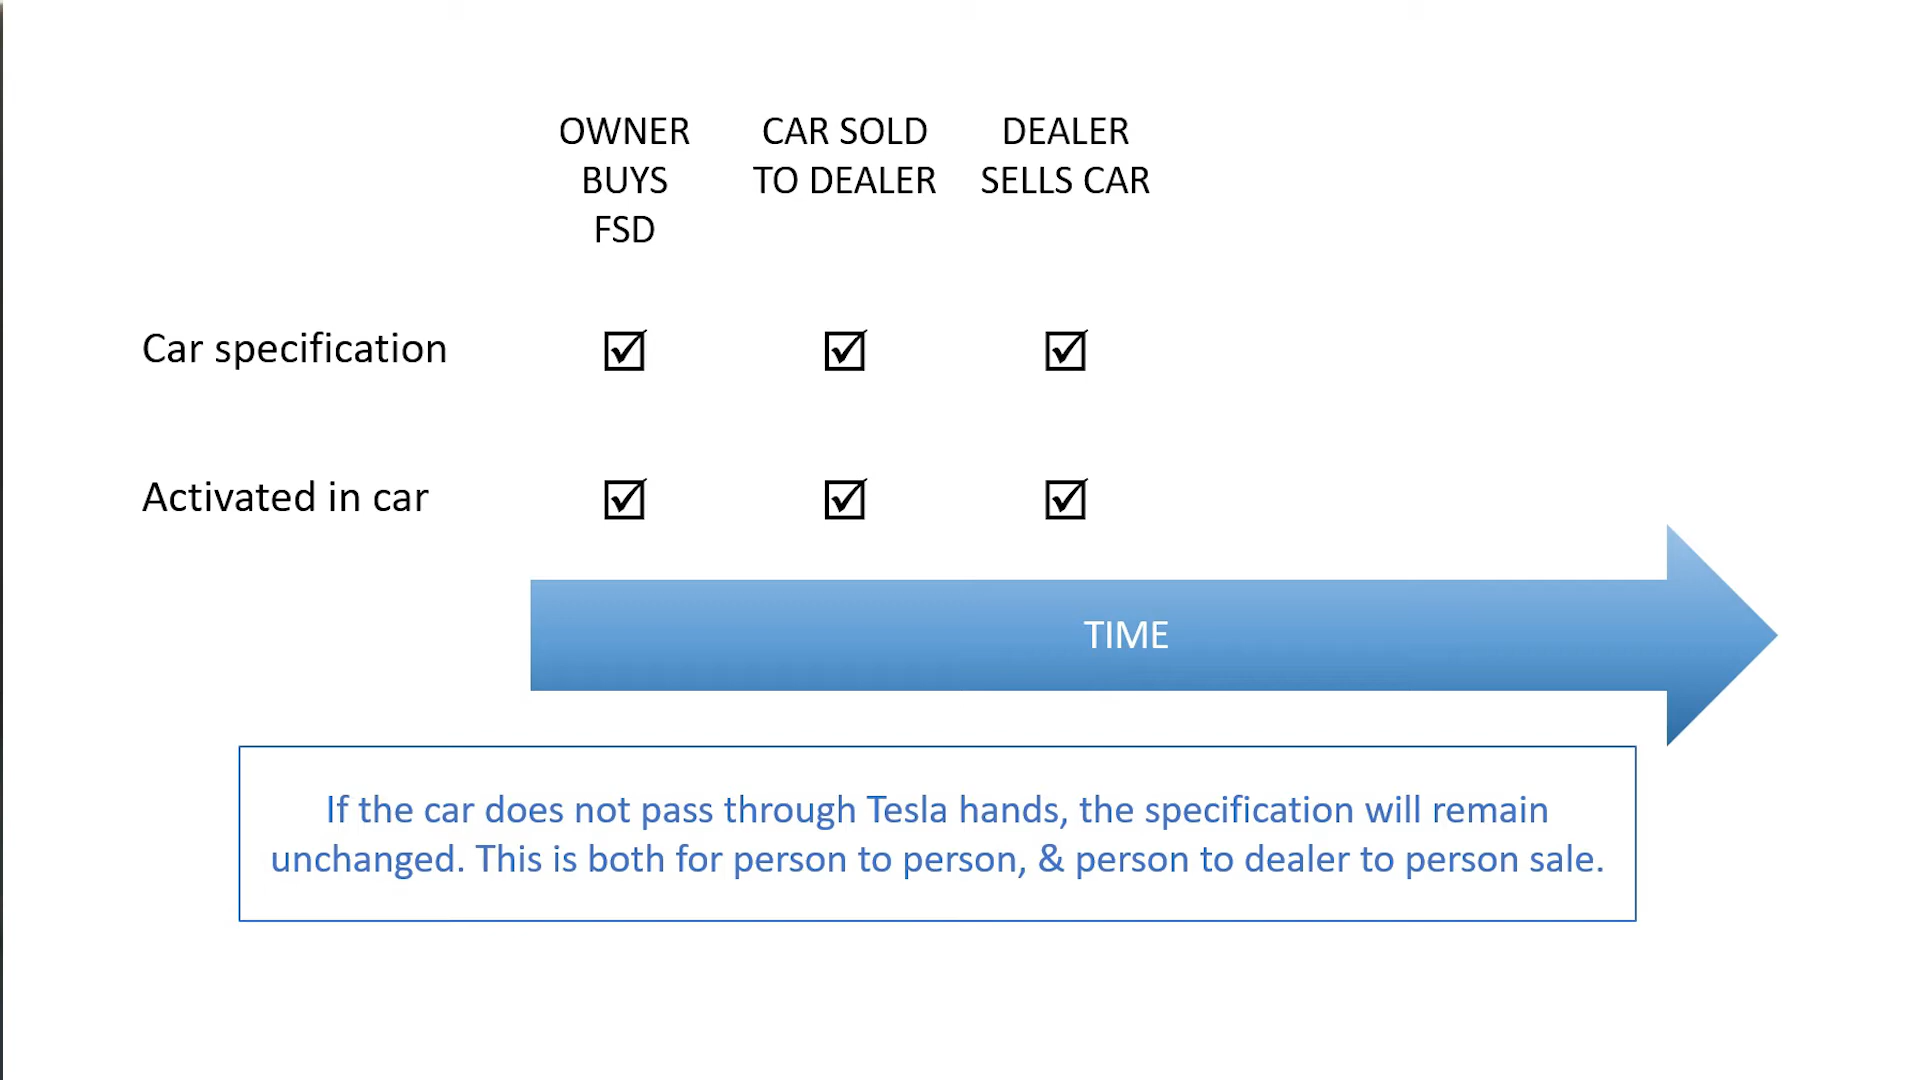 OWNER
BUYS
FSD
CAR SOLD
TO DEALER
DEALER
SELLS CAR
Car specification
Activated in car
TIME
If the car does not pass through Tesla hands, the specification will remain
unchanged. This is both for person to person, & person to dealer to person sale.